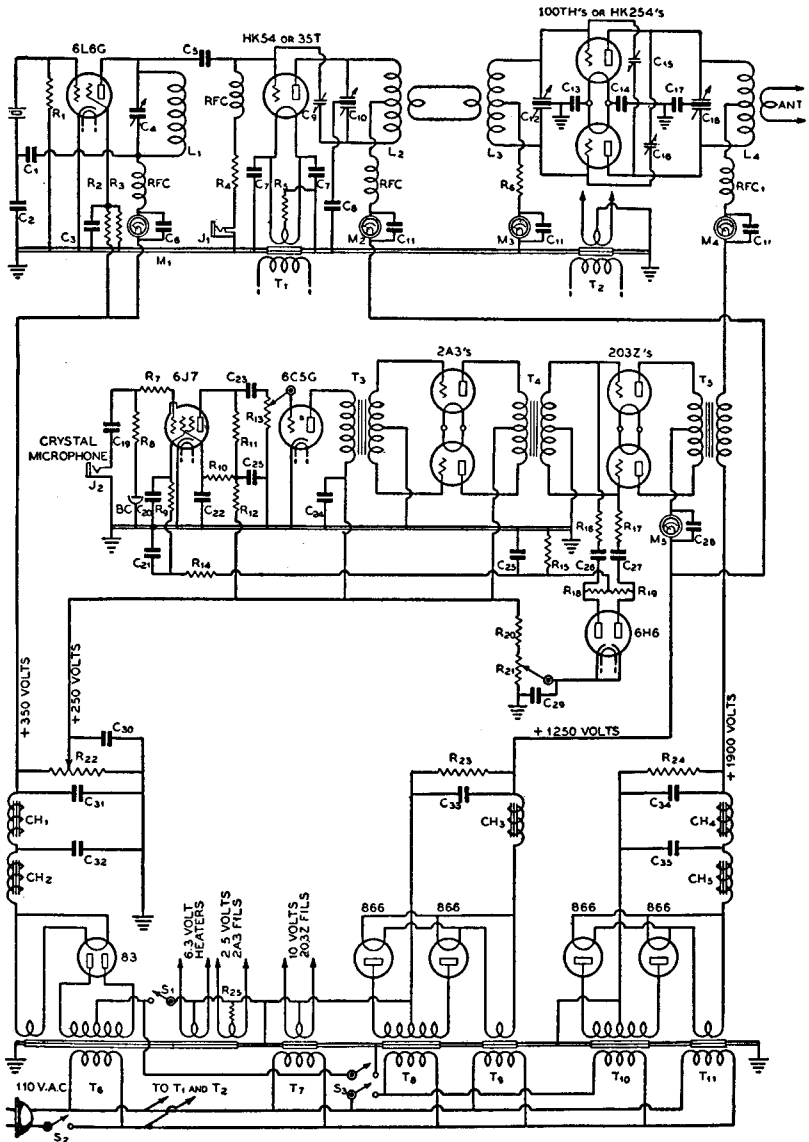 6L6G
C5
HK54 OR 35T
100TH's OR HK254's
R1
C4
L1
RFC
C9
C10
L2
L3
C12
C13
C14
C15
C16
C17
C18
L4
ANT
C1
C2
R2
R3
RFC
C3
C6
M1
R4
J1
C7
R5
C7
C8
RFC
M2
C11
T1
R6
M3
C11
T2
RFC1
M4
C11
R7
6J7
C23
6C5G
T3
2A3's
T4
203Z's
T5
CRYSTAL
MICROPHONE
J2
C19
R8
BC
C20
R9
R10
R11
R13
C25
R12
C22
C24
C21
R14
C25
R15
R16
R17
C26
C27
M5
C28
R18
R19
6H6
R20
R21
C29
+350 VOLTS
+250 VOLTS
+1250 VOLTS
+1900 VOLTS
C30
R22
C31
CH1
C32
CH2
R23
C33
CH3
R24
C34
CH4
C35
CH5
83
S1
6.3 VOLT
HEATERS
2.5 VOLTS
2A3 FILS
R25
10 VOLTS
203Z FILS
866
866
866
866
110 V.A.C.
S2
T6
TO T1 AND T2
T7
S3
T8
T9
T10
T11